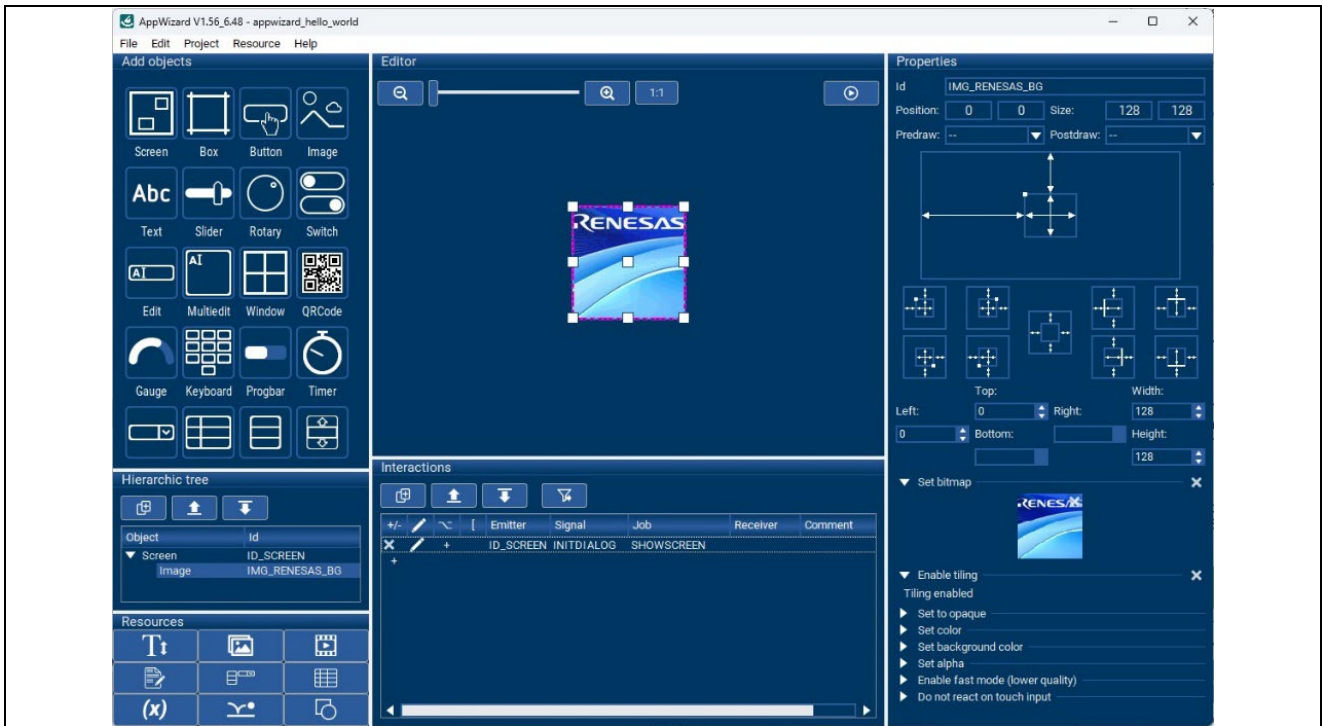 AppWizard V1.56_6.48 - appwizard_hello_world
File Edit Project Resource Help
Add objects
Screen Box Button Image
Abc
Text Slider Rotary Switch
AI AI
Edit Multiedit Window QRCode
Gauge Keyboard Progbar Timer
Hierarchic tree
Object Id
Screen ID_SCREEN
Image IMG_RENESAS_BG
Resources
T
(x)
Editor
1:1
RENESAS
Interactions
+/- [ Emitter Signal Job Receiver Comment
+ ID_SCREEN INITDIALOG SHOWSCREEN
+
Properties
Id IMG_RENESAS_BG
Position: 0 0 Size: 128 128
Predraw: -- Postdraw: --
Top: Width:
Left: 0 Right: 128
0 Bottom: Height:
128
Set bitmap
RENESAS
Enable tiling
Tiling enabled
Set to opaque
Set color
Set background color
Set alpha
Enable fast mode (lower quality)
Do not react on touch input